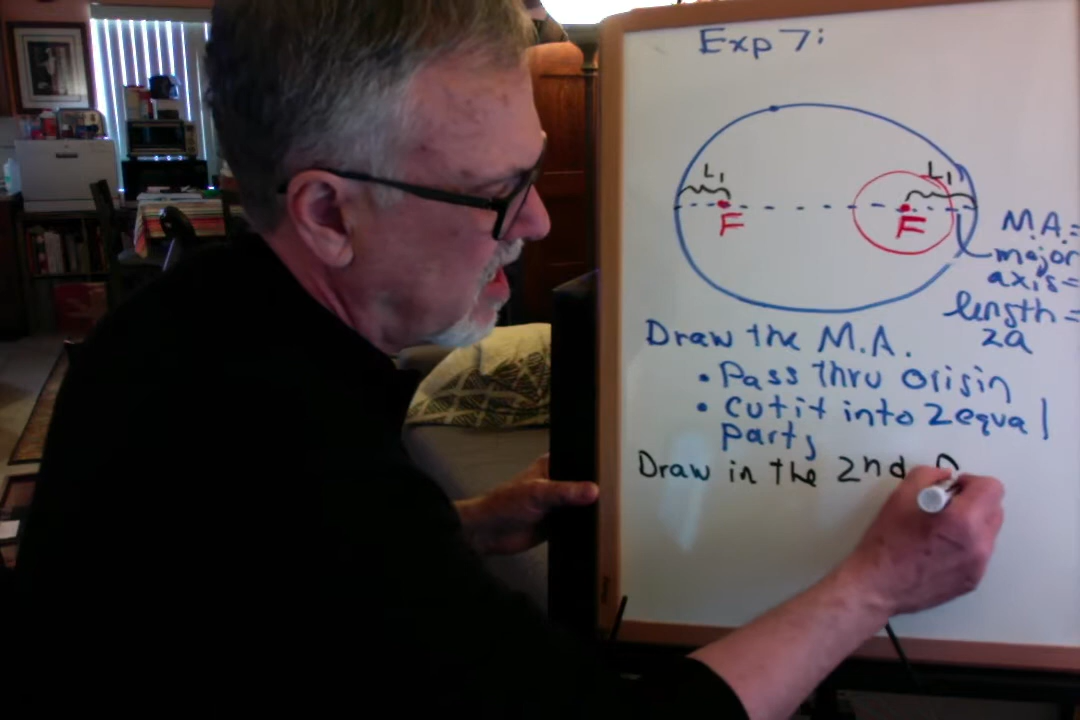 Exp 7:
L1 L1
F F
M.A.=
major
axis=
length=
2a
Draw the M.A.
• Pass thru origin
• cut it into 2 equal
parts
Draw in the 2nd